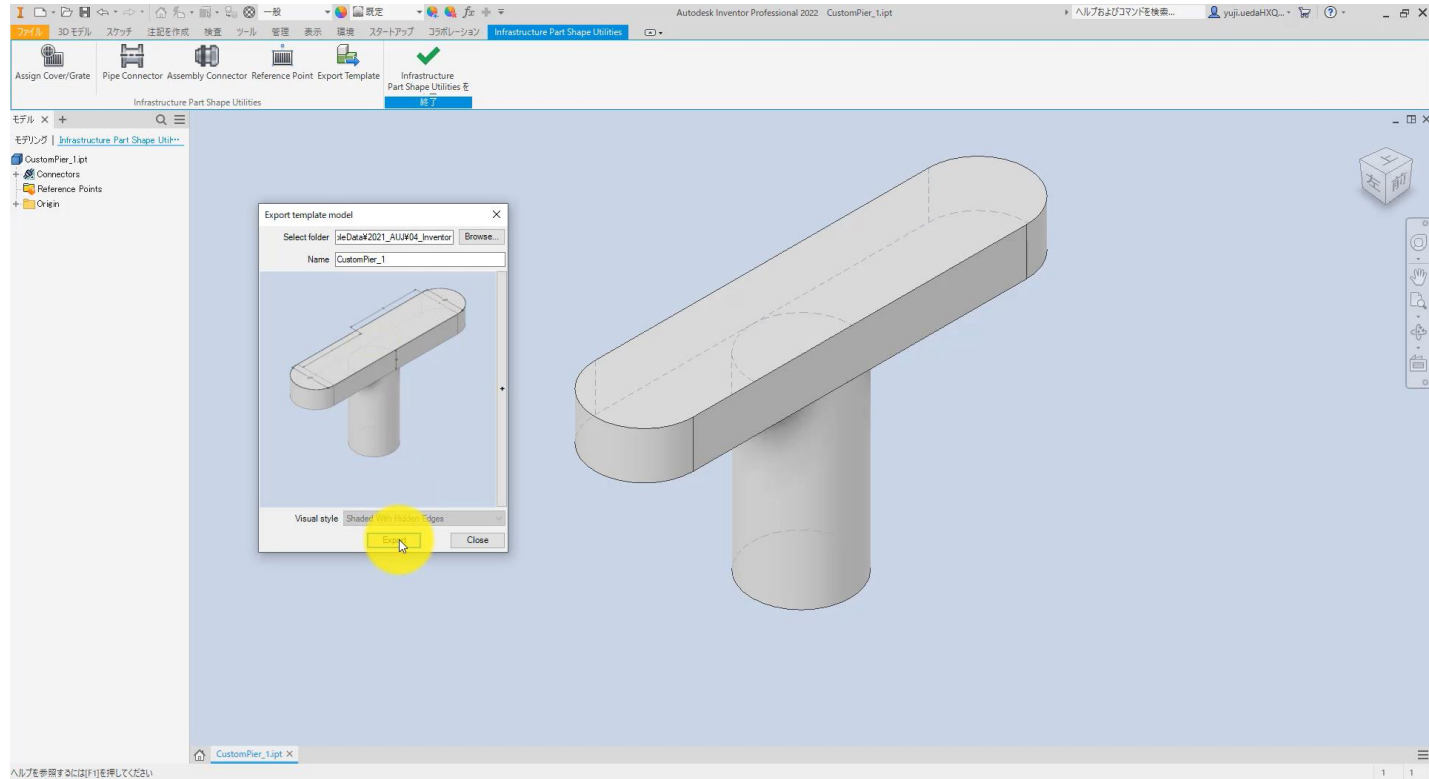 一般
既定
Autodesk Inventor Professional 2022 CustomPier_1.ipt
ヘルプおよびコマンドを検索...
yuji.uedaHXQ...
ファイル 3D モデル スケッチ 注記を作成 検査 ツール 管理 表示 環境 スタートアップ コラボレーション Infrastructure Part Shape Utilities
Assign Cover/Grate Pipe Connector Assembly Connector Reference Point Export Template
Infrastructure
Part Shape Utilities を
Infrastructure Part Shape Utilities
終了
モデル
モデリング | Infrastructure Part Shape Util···
CustomPier_1.ipt
Connectors
Reference Points
Origin
Export template model
Select folder
leData¥2021_AUJ¥04_Inventor
Browse...
Name CustomPier_1
Visual style Shaded With Hidden Edges
Export
Close
上
左
前
CustomPier_1.ipt
ヘルプを参照するには[F1]を押してください
1 1